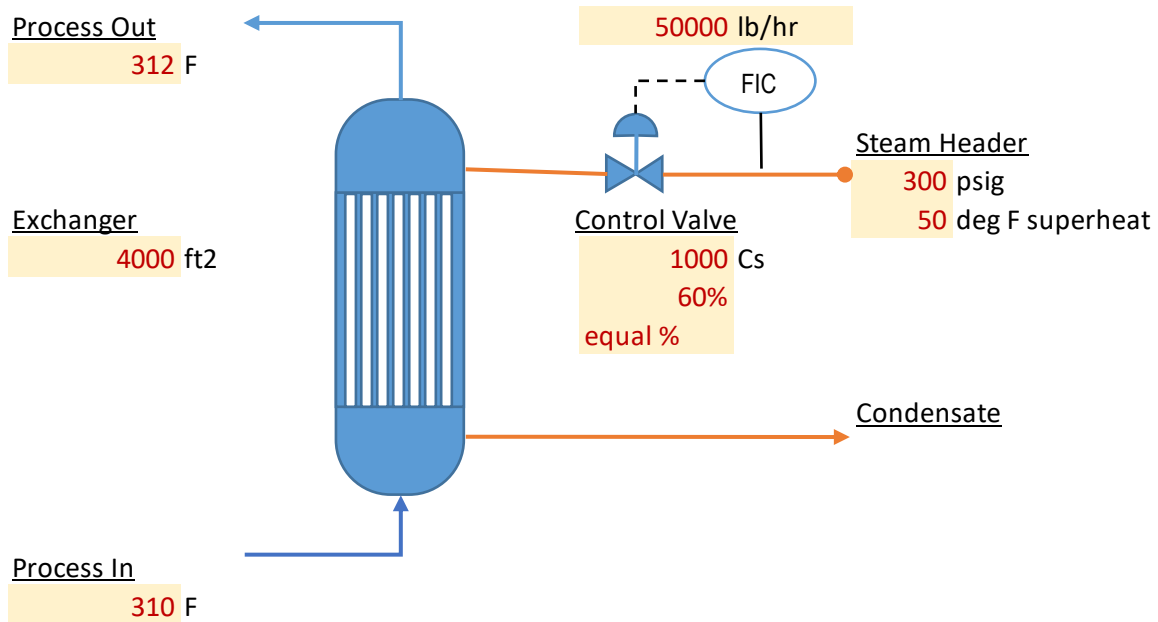 Process Out
312 F
50000 lb/hr
FIC
Steam Header
300 psig
50 deg F superheat
Exchanger
4000 ft2
Control Valve
1000 Cs
60%
equal %
Condensate
Process In
310 F